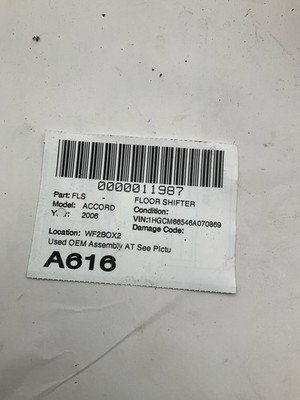 0000011987
Part: FLS FLOOR SHIFTER
Model: ACCORD Condition:
Year: 2006 VIN:1HGCM66546A070869
Damage Code:
Location: WF2BOX2
Used OEM Assembly AT See Pictu
A616